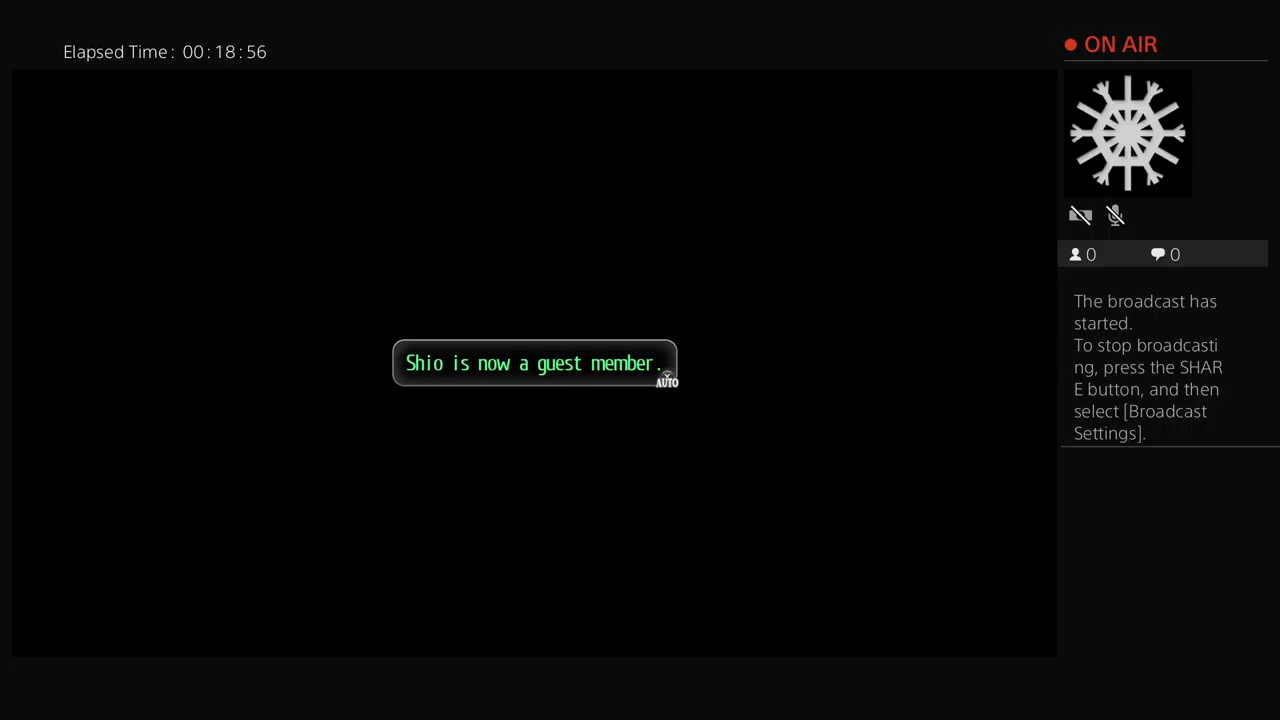 Elapsed Time: 00:18:56
ON AIR
0 0
Shio is now a guest member.
AUTO
The broadcast has
started.
To stop broadcasti
ng, press the SHAR
E button, and then
select [Broadcast
Settings].